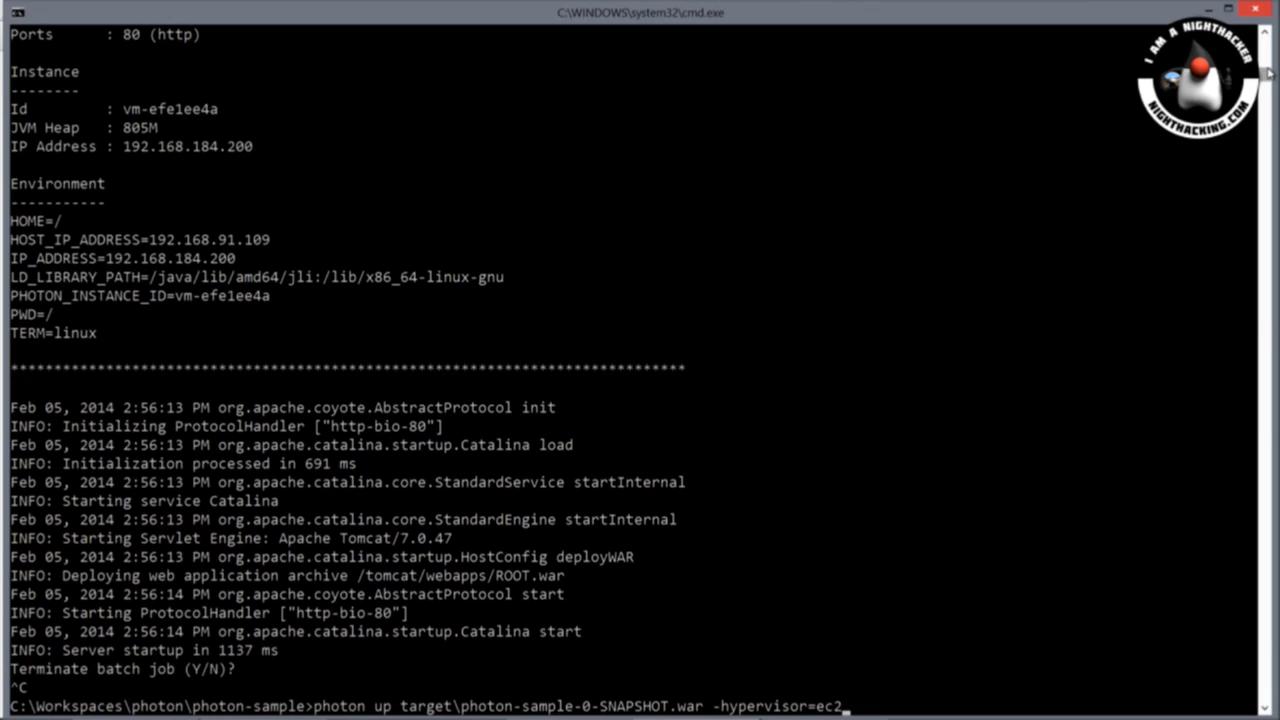 C:\WINDOWS\system32\cmd.exe
Ports      : 80 (http)
Instance
--------
Id         : vm-efe1ee4a
JVM Heap   : 805M
IP Address : 192.168.184.200
Environment
-----------
HOME=/
HOST_IP_ADDRESS=192.168.91.109
IP_ADDRESS=192.168.184.200
LD_LIBRARY_PATH=/java/lib/amd64/jli:/lib/x86_64-linux-gnu
PHOTON_INSTANCE_ID=vm-efe1ee4a
PWD=/
TERM=linux
******************************************************************************
Feb 05, 2014 2:56:13 PM org.apache.coyote.AbstractProtocol init
INFO: Initializing ProtocolHandler ["http-bio-80"]
Feb 05, 2014 2:56:13 PM org.apache.catalina.startup.Catalina load
INFO: Initialization processed in 691 ms
Feb 05, 2014 2:56:13 PM org.apache.catalina.core.StandardService startInternal
INFO: Starting service Catalina
Feb 05, 2014 2:56:13 PM org.apache.catalina.core.StandardEngine startInternal
INFO: Starting Servlet Engine: Apache Tomcat/7.0.47
Feb 05, 2014 2:56:13 PM org.apache.catalina.startup.HostConfig deployWAR
INFO: Deploying web application archive /tomcat/webapps/ROOT.war
Feb 05, 2014 2:56:14 PM org.apache.coyote.AbstractProtocol start
INFO: Starting ProtocolHandler ["http-bio-80"]
Feb 05, 2014 2:56:14 PM org.apache.catalina.startup.Catalina start
INFO: Server startup in 1137 ms
Terminate batch job (Y/N)?
^C
C:\Workspaces\photon\photon-sample>photon up target\photon-sample-0-SNAPSHOT.war -hypervisor=ec2_
I AM A NIGHTHACKER
NIGHTHACKING.COM